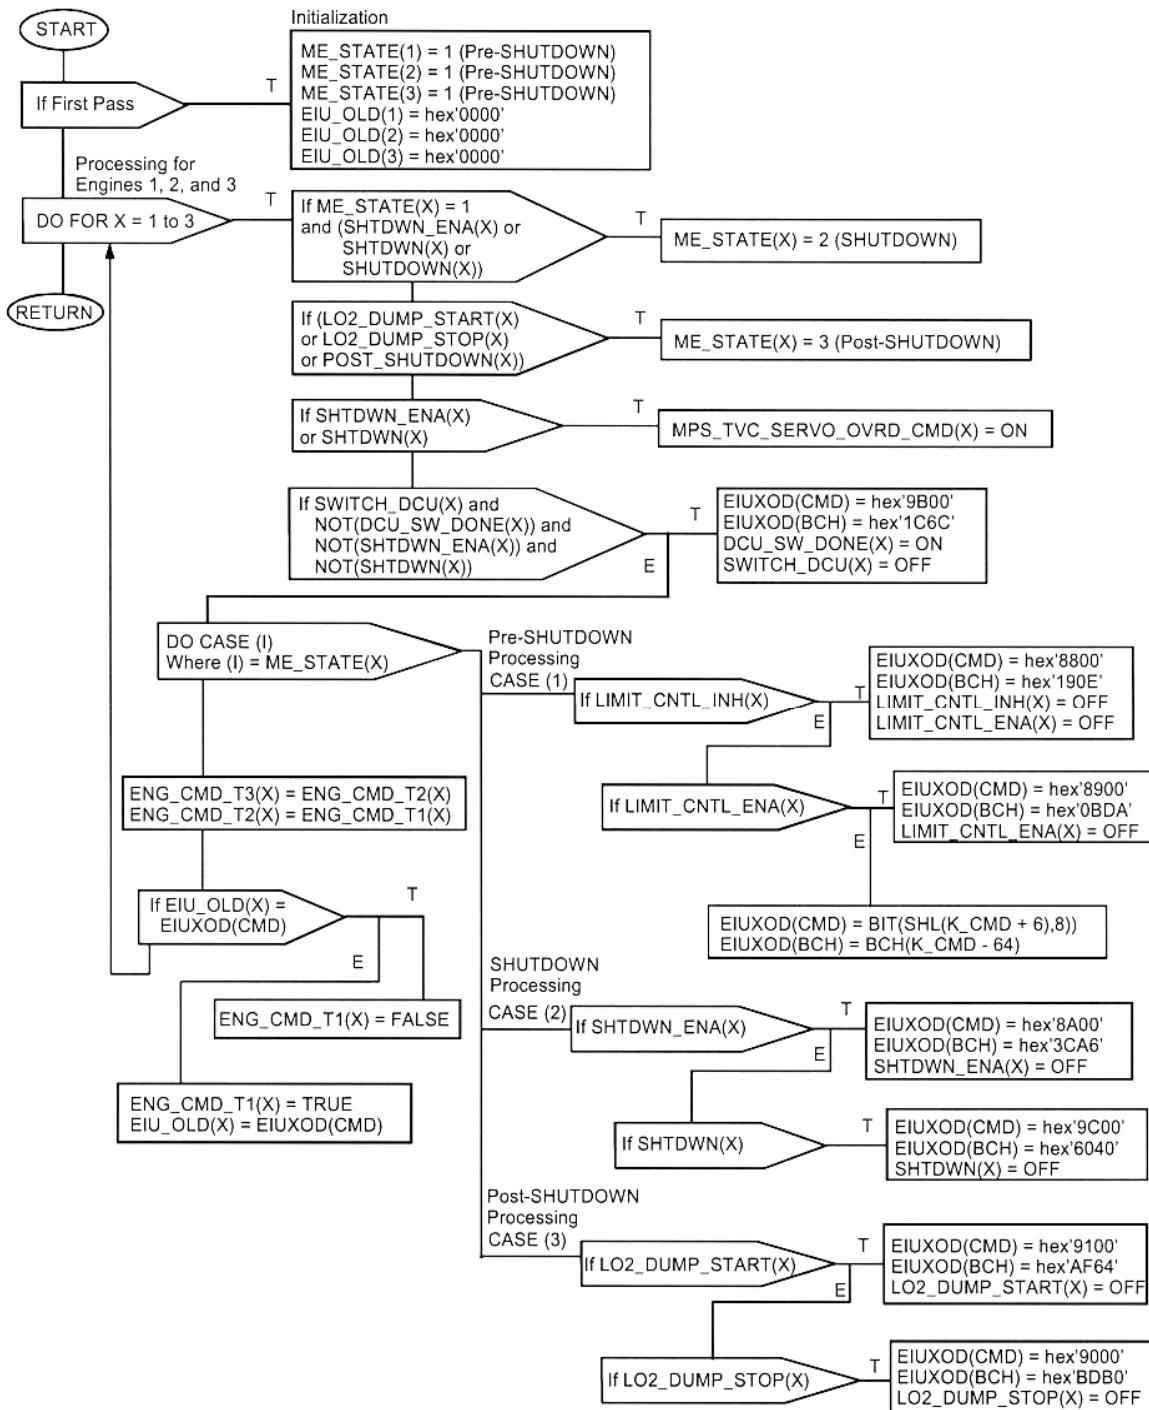 START
Initialization
ME_STATE(1) = 1 (Pre-SHUTDOWN)
ME_STATE(2) = 1 (Pre-SHUTDOWN)
ME_STATE(3) = 1 (Pre-SHUTDOWN)
EIU_OLD(1) = hex'0000'
EIU_OLD(2) = hex'0000'
EIU_OLD(3) = hex'0000'
If First Pass
T
Processing for
Engines 1, 2, and 3
DO FOR X = 1 to 3
T
RETURN
If ME_STATE(X) = 1
and (SHTDWN_ENA(X) or
SHTDWN(X) or
SHUTDOWN(X))
T
ME_STATE(X) = 2 (SHUTDOWN)
If (LO2_DUMP_START(X)
or LO2_DUMP_STOP(X)
or POST_SHUTDOWN(X))
T
ME_STATE(X) = 3 (Post-SHUTDOWN)
If SHTDWN_ENA(X)
or SHTDWN(X)
T
MPS_TVC_SERVO_OVRD_CMD(X) = ON
If SWITCH_DCU(X) and
NOT(DCU_SW_DONE(X)) and
NOT(SHTDWN_ENA(X)) and
NOT(SHTDWN(X))
T
E
EIUXOD(CMD) = hex'9B00'
EIUXOD(BCH) = hex'1C6C'
DCU_SW_DONE(X) = ON
SWITCH_DCU(X) = OFF
DO CASE (I)
Where (I) = ME_STATE(X)
Pre-SHUTDOWN
Processing
CASE (1)
If LIMIT_CNTL_INH(X)
T
E
EIUXOD(CMD) = hex'8800'
EIUXOD(BCH) = hex'190E'
LIMIT_CNTL_INH(X) = OFF
LIMIT_CNTL_ENA(X) = OFF
If LIMIT_CNTL_ENA(X)
T
E
EIUXOD(CMD) = hex'8900'
EIUXOD(BCH) = hex'0BDA'
LIMIT_CNTL_ENA(X) = OFF
EIUXOD(CMD) = BIT(SHL(K_CMD + 6),8))
EIUXOD(BCH) = BCH(K_CMD - 64)
ENG_CMD_T3(X) = ENG_CMD_T2(X)
ENG_CMD_T2(X) = ENG_CMD_T1(X)
If EIU_OLD(X) =
EIUXOD(CMD)
T
E
ENG_CMD_T1(X) = FALSE
ENG_CMD_T1(X) = TRUE
EIU_OLD(X) = EIUXOD(CMD)
SHUTDOWN
Processing
CASE (2)
If SHTDWN_ENA(X)
T
E
EIUXOD(CMD) = hex'8A00'
EIUXOD(BCH) = hex'3CA6'
SHTDWN_ENA(X) = OFF
If SHTDWN(X)
T
EIUXOD(CMD) = hex'9C00'
EIUXOD(BCH) = hex'6040'
SHTDWN(X) = OFF
Post-SHUTDOWN
Processing
CASE (3)
If LO2_DUMP_START(X)
T
E
EIUXOD(CMD) = hex'9100'
EIUXOD(BCH) = hex'AF64'
LO2_DUMP_START(X) = OFF
If LO2_DUMP_STOP(X)
T
EIUXOD(CMD) = hex'9000'
EIUXOD(BCH) = hex'BDB0'
LO2_DUMP_STOP(X) = OFF